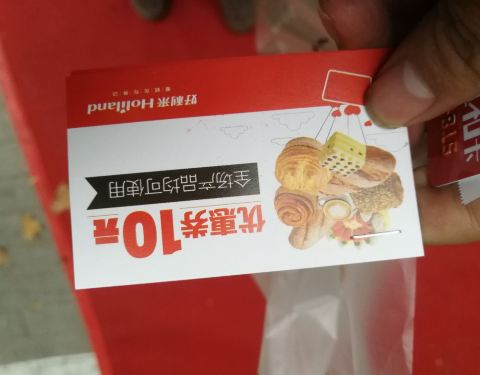 好利来 Holiland
优惠券10元
全场产品均可使用